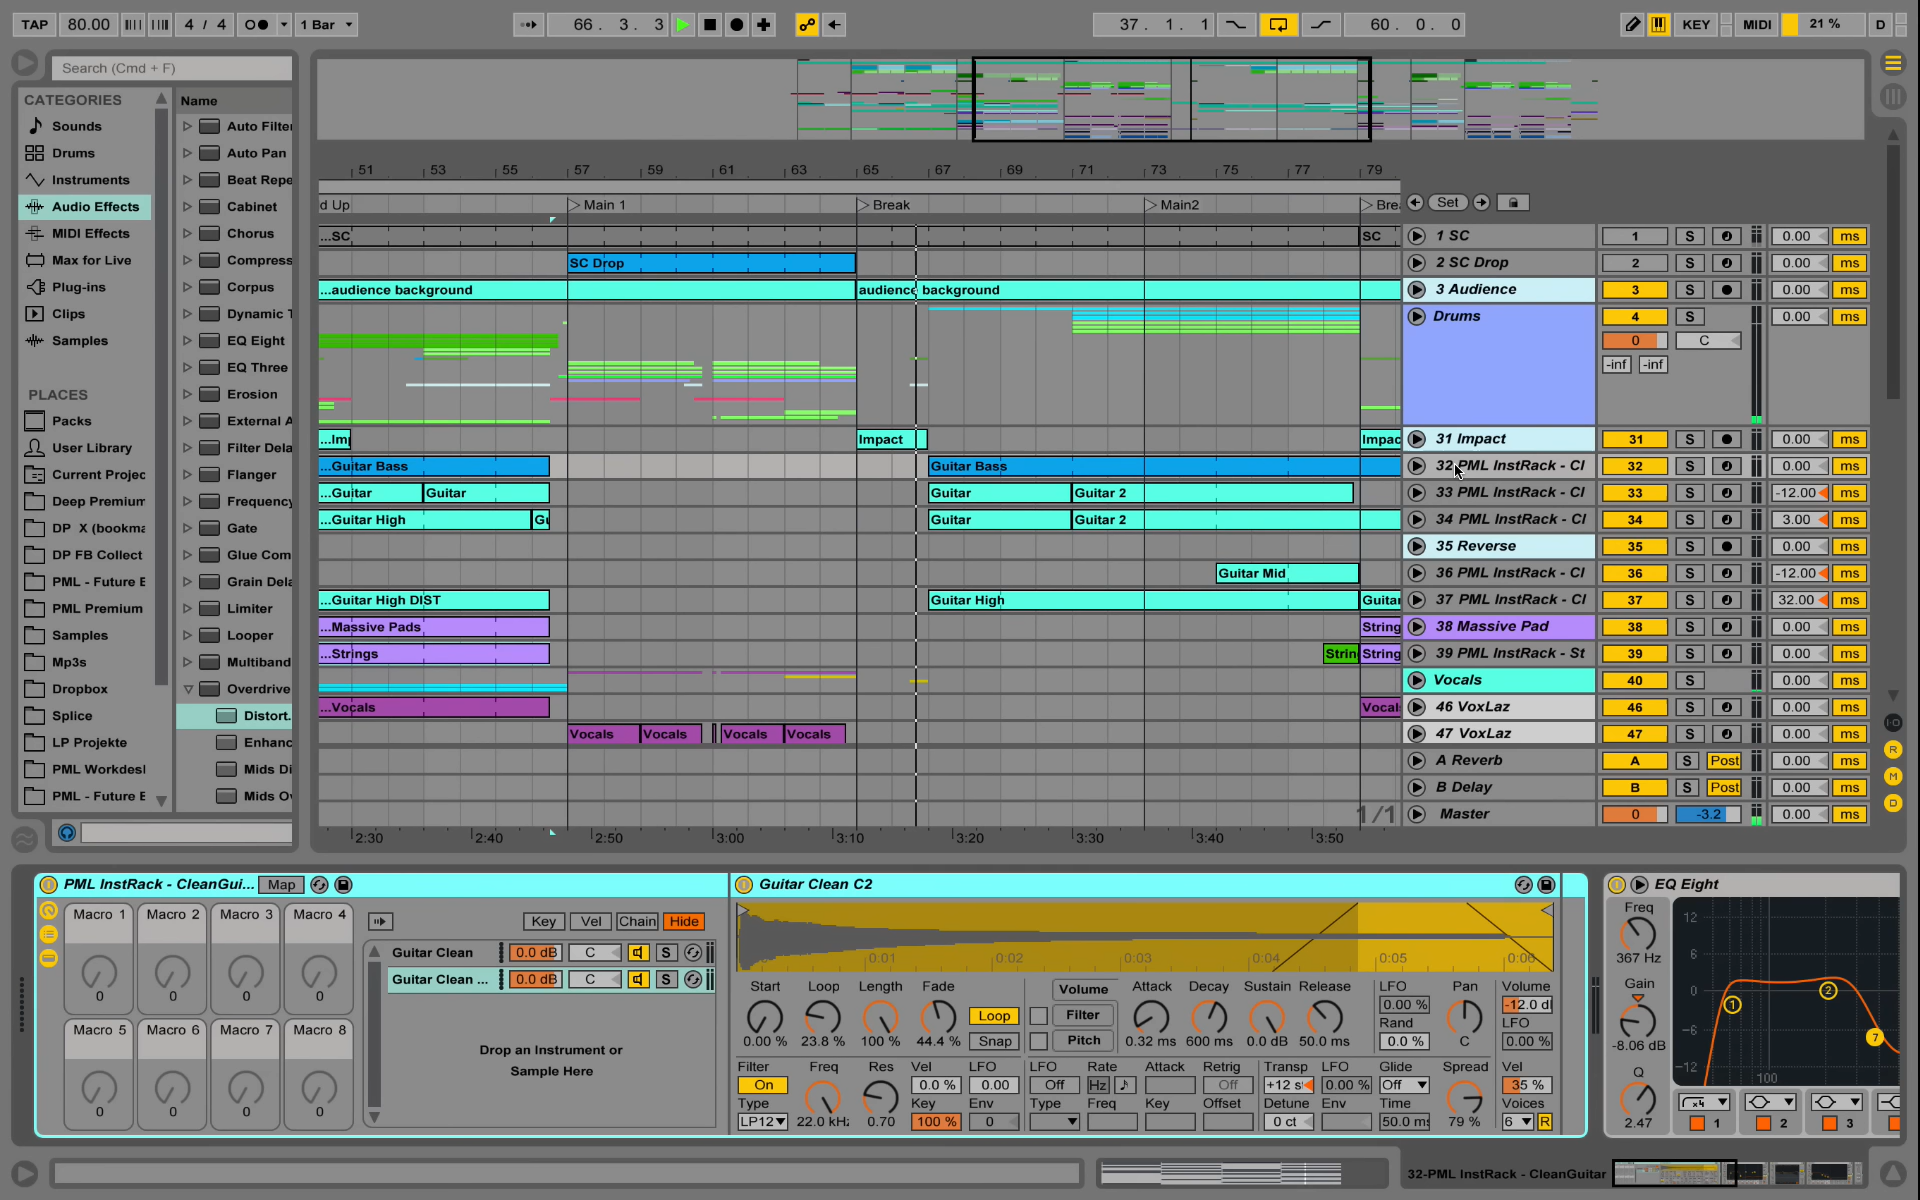 TAP 80.00 4 / 4 1 Bar 66 . 3 . 3 37 . 1 . 1 60 . 0 . 0 KEY MIDI 21 % D
Search (Cmd + F)
CATEGORIES
Sounds
Drums
Instruments
Audio Effects
MIDI Effects
Max for Live
Plug-ins
Clips
Samples
PLACES
Packs
User Library
Current Projec
Deep Premium
DP X (bookma
DP FB Collect
PML - Future E
PML Premium
Samples
Mp3s
Dropbox
Splice
LP Projekte
PML Workdesl
PML - Future E
Name
Auto Filter
Auto Pan
Beat Repe
Cabinet
Chorus
Compress
Corpus
Dynamic T
EQ Eight
EQ Three
Erosion
External A
Filter Dela
Flanger
Frequency
Gate
Glue Com
Grain Dela
Limiter
Looper
Multiband
Overdrive
Distort.
Enhanc
Mids Di
Mids Ov
51 53 55 57 59 61 63 65 67 69 71 73 75 77 79
d Up Main 1 Break Main2 Brea Set
...SC SC 1 SC 1 S 0.00 ms
SC Drop 2 SC Drop 2 S 0.00 ms
...audience background audience background 3 Audience 3 S 0.00 ms
Drums 4 S 0.00 ms
0 C
-inf -inf
...Imp Impact Impac 31 Impact 31 S 0.00 ms
...Guitar Bass Guitar Bass 32 PML InstRack - Cl 32 S 0.00 ms
...Guitar Guitar Guitar Guitar 2 33 PML InstRack - Cl 33 S -12.00 ms
...Guitar High Gu Guitar Guitar 2 34 PML InstRack - Cl 34 S 3.00 ms
35 Reverse 35 S 0.00 ms
Guitar Mid 36 PML InstRack - Cl 36 S -12.00 ms
...Guitar High DIST Guitar High Guitar 37 PML InstRack - Cl 37 S 32.00 ms
...Massive Pads String 38 Massive Pad 38 S 0.00 ms
...Strings Strin String 39 PML InstRack - St 39 S 0.00 ms
Vocals 40 S 0.00 ms
...Vocals Vocal 46 VoxLaz 46 S 0.00 ms
Vocals Vocals Vocals Vocals 47 VoxLaz 47 S 0.00 ms
A Reverb A S Post 0.00 ms
B Delay B S Post 0.00 ms
1/1 Master 0 -3.2 0.00 ms
2:30 2:40 2:50 3:00 3:10 3:20 3:30 3:40 3:50
I·O
R
M
D
PML InstRack - CleanGui... Map
Macro 1 Macro 2 Macro 3 Macro 4
0 0 0 0
Macro 5 Macro 6 Macro 7 Macro 8
0 0 0 0
Key Vel Chain Hide
Guitar Clean 0.0 dB C S
Guitar Clean ... 0.0 dB C S
Drop an Instrument or
Sample Here
Guitar Clean C2
0:01 0:02 0:03 0:04 0:05 0:06
Start Loop Length Fade
0.00 % 23.8 % 100 % 44.4 %
Loop
Snap
Volume
Filter
Pitch
Attack Decay Sustain Release
0.32 ms 600 ms 0.0 dB 50.0 ms
LFO
0.00 %
Rand
0.0 %
Pan
C
Volume
-12.0 dl
LFO
0.00 %
Filter Freq Res Vel LFO
On 0.0 % 0.00
Type Key Env
LP12 22.0 kHz 0.70 100 % 0
LFO Rate Attack Retrig
Off Hz Off
Type Freq Key Offset
Transp LFO Glide Spread Vel
+12 s 0.00 % Off 35 %
Detune Env Time Voices
0 ct 50.0 ms 79 % 6 R
EQ Eight
Freq
367 Hz
Gain
-8.06 dB
Q
2.47
12
6
0
-6
-12
100
1 2 7
x4
1 2 3
32-PML InstRack - CleanGuitar